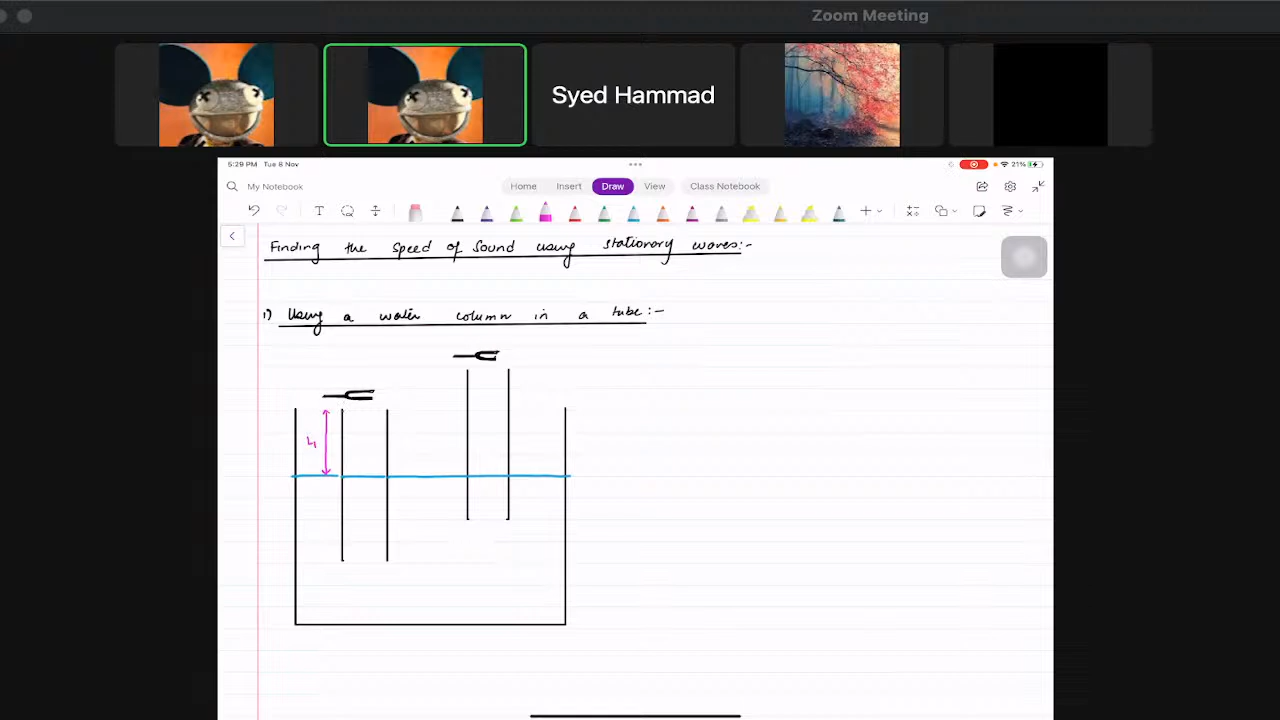 Zoom Meeting
Syed Hammad
5:29 PM Tue 8 Nov
21%
My Notebook
Home Insert Draw View Class Notebook
Finding the speed of sound using stationary waves:-
1) Using a water column in a tube:-